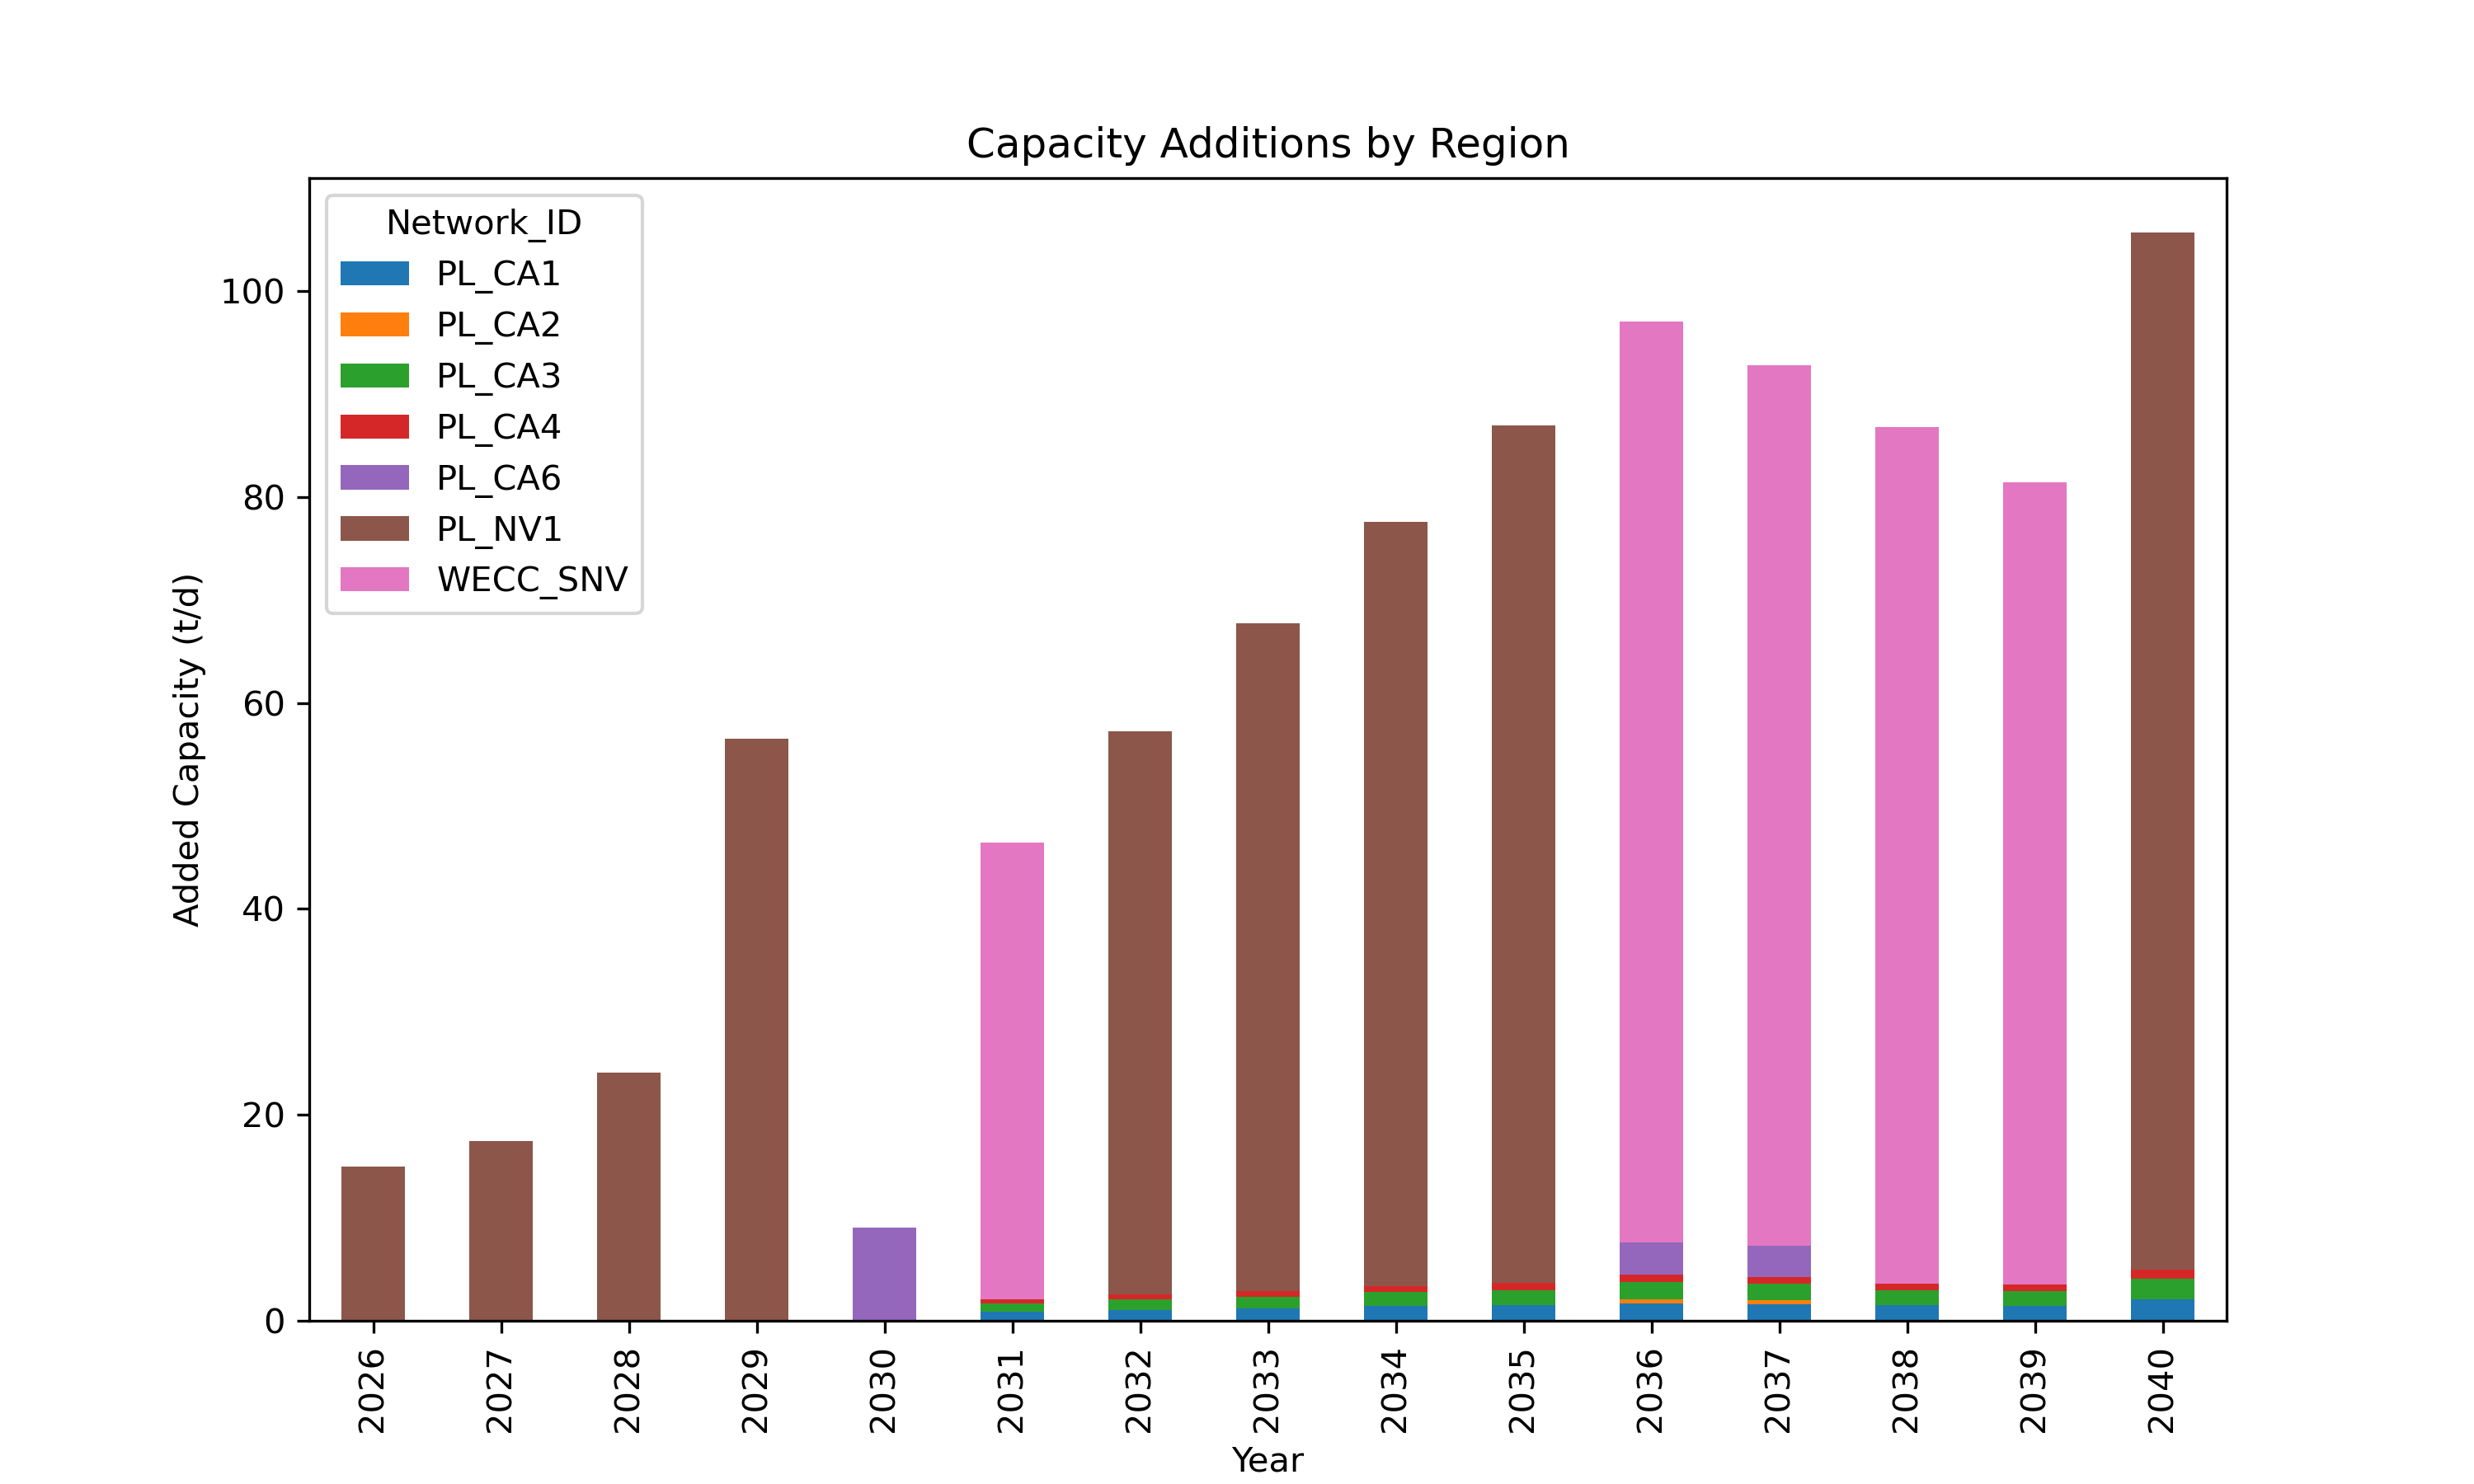 Capacity Additions by Region
Network_ID
PL_CA1
PL_CA2
PL_CA3
PL_CA4
PL_CA6
PL_NV1
WECC_SNV
Added Capacity (t/d)
100
80
60
40
20
0
2026
2027
2028
2029
2030
2031
2032
2033
2034
2035
2036
2037
2038
2039
2040
Year